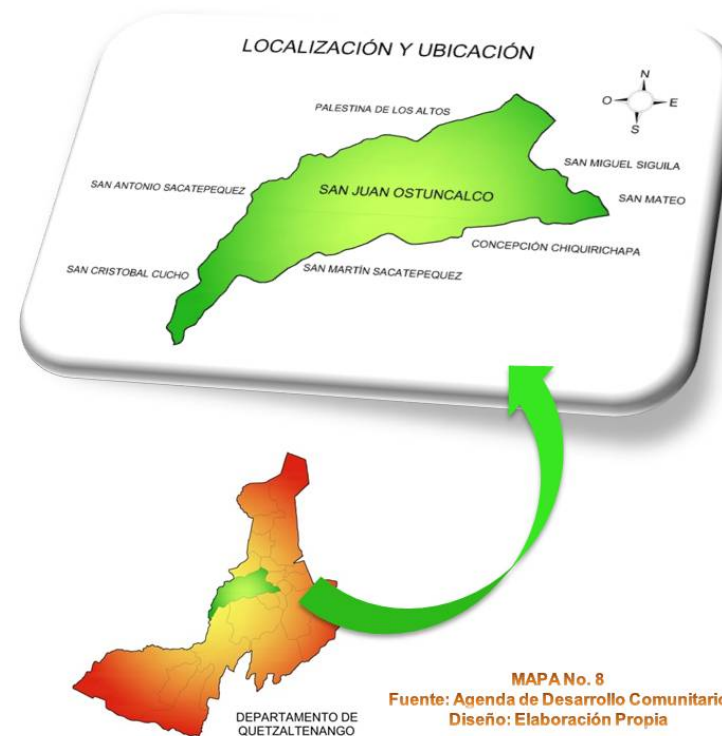 LOCALIZACIÓN Y UBICACIÓN
N
O
E
S
PALESTINA DE LOS ALTOS
SAN MIGUEL SIGUILA
SAN ANTONIO SACATEPEQUEZ
SAN JUAN OSTUNCALCO
SAN MATEO
CONCEPCIÓN CHIQUIRICHAPA
SAN CRISTOBAL CUCHO
SAN MARTÍN SACATEPEQUEZ
DEPARTAMENTO DE
QUETZALTENANGO
MAPA No. 8
Fuente: Agenda de Desarrollo Comunitario
Diseño: Elaboración Propia